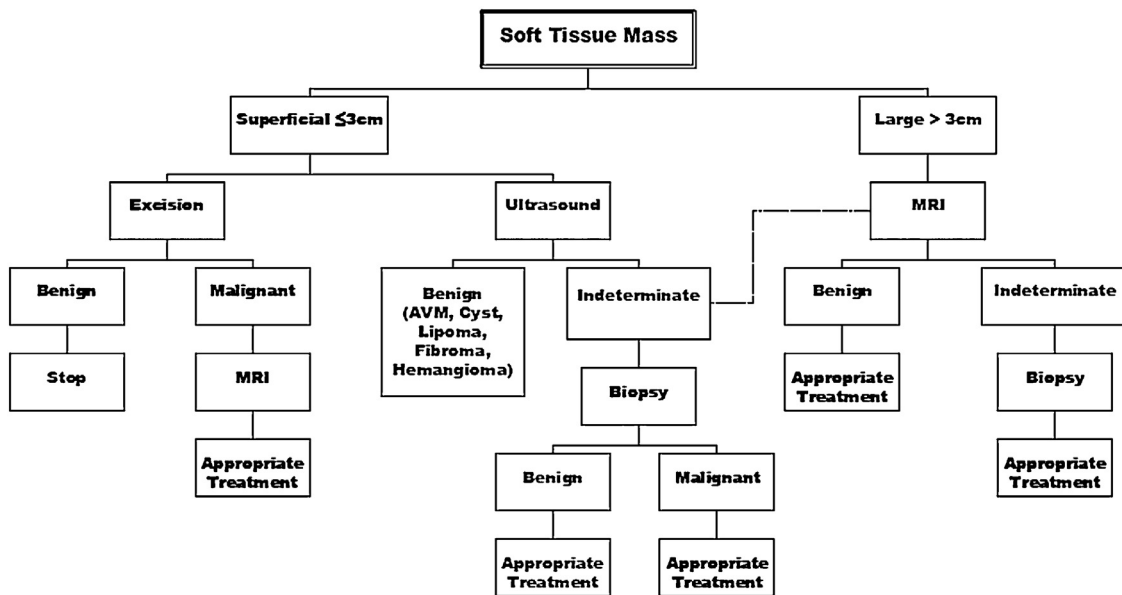 Soft Tissue Mass
Superficial ≤3cm
Large > 3cm
Excision
Ultrasound
MRI
Benign
Malignant
Benign
(AVM, Cyst,
Lipoma,
Fibroma,
Hemangioma)
Indeterminate
Benign
Indeterminate
Stop
MRI
Biopsy
Appropriate
Treatment
Biopsy
Appropriate
Treatment
Benign
Malignant
Appropriate
Treatment
Appropriate
Treatment
Appropriate
Treatment